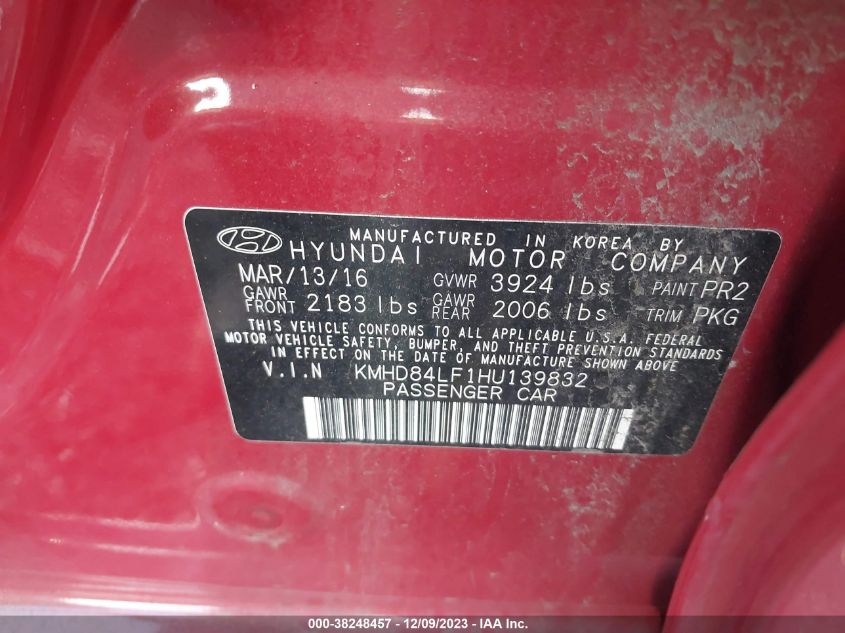 MANUFACTURED IN KOREA BY
HYUNDAI MOTOR COMPANY
MAR/13/16 GVWR 3924 lbs PAINT PR2
GAWR FRONT 2183 lbs GAWR REAR 2006 lbs TRIM PKG
THIS VEHICLE CONFORMS TO ALL APPLICABLE U.S.A. FEDERAL
MOTOR VEHICLE SAFETY, BUMPER, AND THEFT PREVENTION STANDARDS
IN EFFECT ON THE DATE OF MANUFACTURE SHOWN ABOVE
V.I.N KMHD84LF1HU139832
PASSENGER CAR
000-38248457 - 12/09/2023 - IAA Inc.